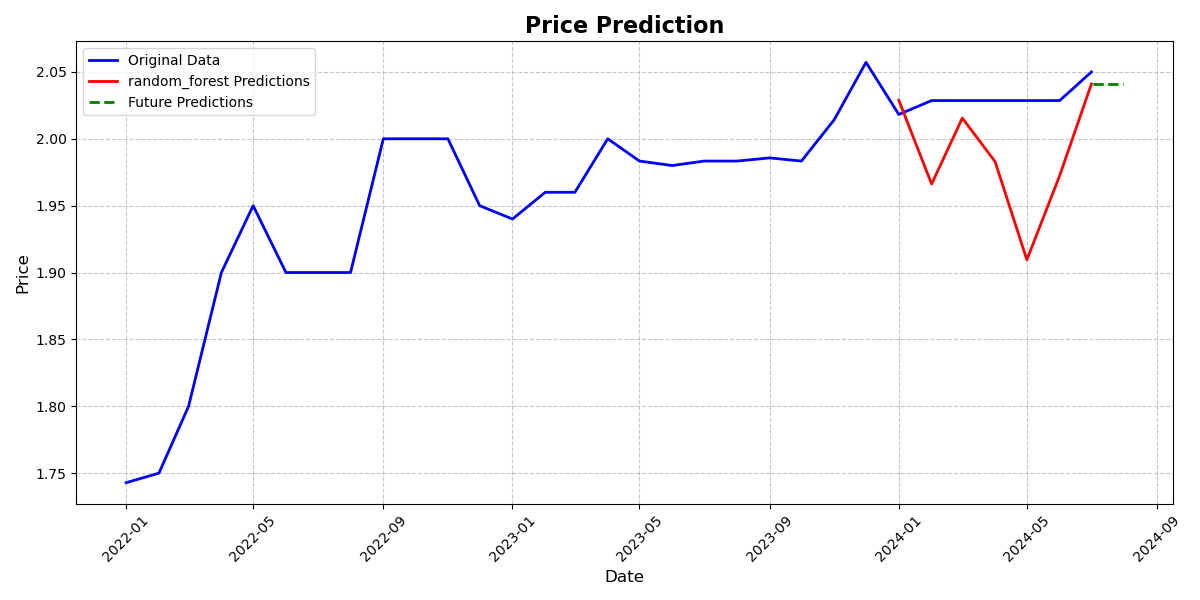 Price Prediction
Original Data
random_forest Predictions
Future Predictions
2.05
2.00
1.95
1.90
1.85
1.80
1.75
Price
2022-01
2022-05
2022-09
2023-01
2023-05
2023-09
2024-01
2024-05
2024-09
Date